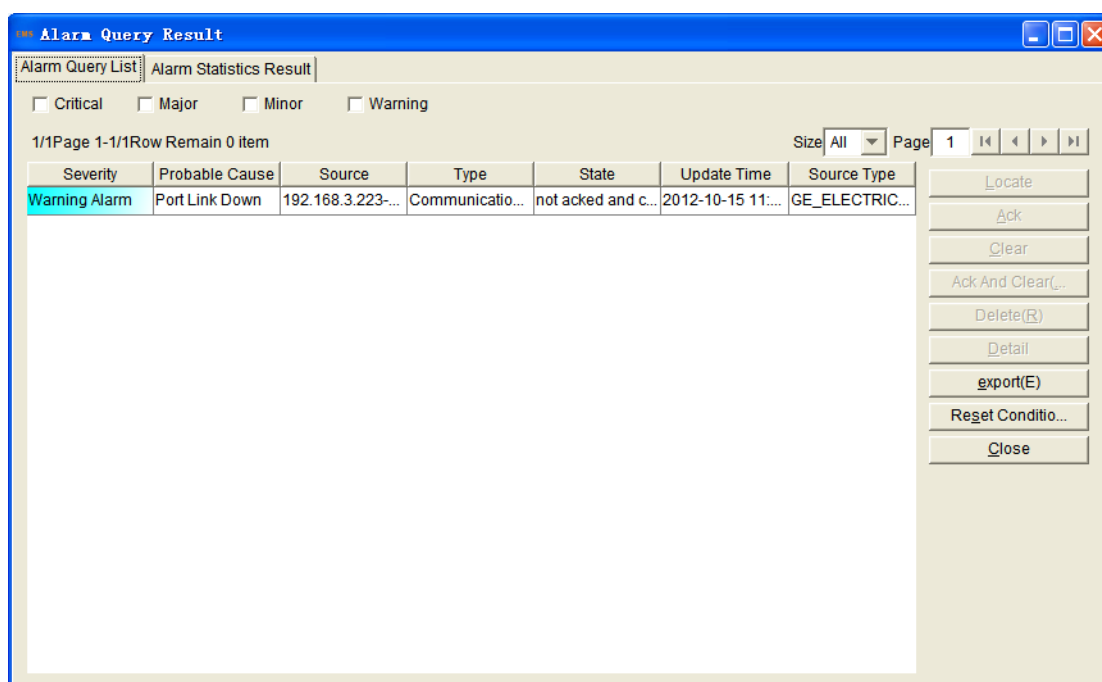 EMS Alarm Query Result
Alarm Query List Alarm Statistics Result
Critical Major Minor Warning
1/1Page 1-1/1Row Remain 0 item Size All Page 1
Severity Probable Cause Source Type State Update Time Source Type
Warning Alarm Port Link Down 192.168.3.223-... Communicatio... not acked and c... 2012-10-15 11:... GE_ELECTRIC...
Locate
Ack
Clear
Ack And Clear(...
Delete(R)
Detail
export(E)
Reset Conditio...
Close